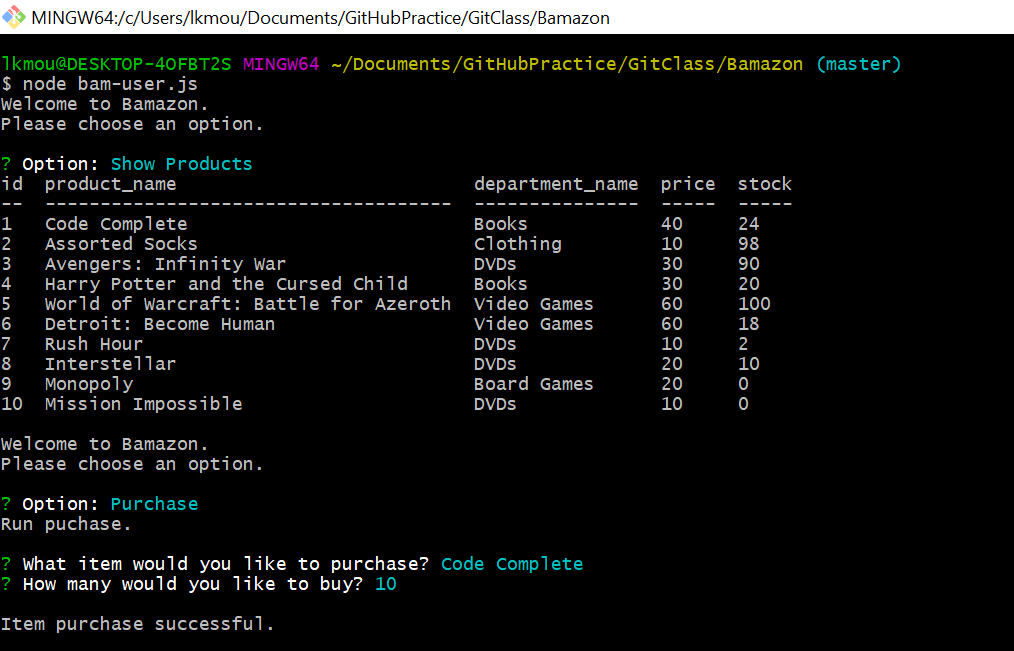 MINGW64:/c/Users/lkmou/Documents/GitHubPractice/GitClass/Bamazon
lkmou@DESKTOP-4OFBT2S MINGW64 ~/Documents/GitHubPractice/GitClass/Bamazon (master)
$ node bam-user.js
Welcome to Bamazon.
Please choose an option.
? Option: Show Products
id  product_name                           department_name  price  stock
--  -------------------------------------  ---------------  -----  -----
1   Code Complete                          Books            40     24
2   Assorted Socks                         Clothing         10     98
3   Avengers: Infinity War                 DVDs             30     90
4   Harry Potter and the Cursed Child      Books            30     20
5   World of Warcraft: Battle for Azeroth  Video Games      60     100
6   Detroit: Become Human                  Video Games      60     18
7   Rush Hour                              DVDs             10     2
8   Interstellar                           DVDs             20     10
9   Monopoly                               Board Games      20     0
10  Mission Impossible                     DVDs             10     0
Welcome to Bamazon.
Please choose an option.
? Option: Purchase
Run puchase.
? What item would you like to purchase? Code Complete
? How many would you like to buy? 10
Item purchase successful.